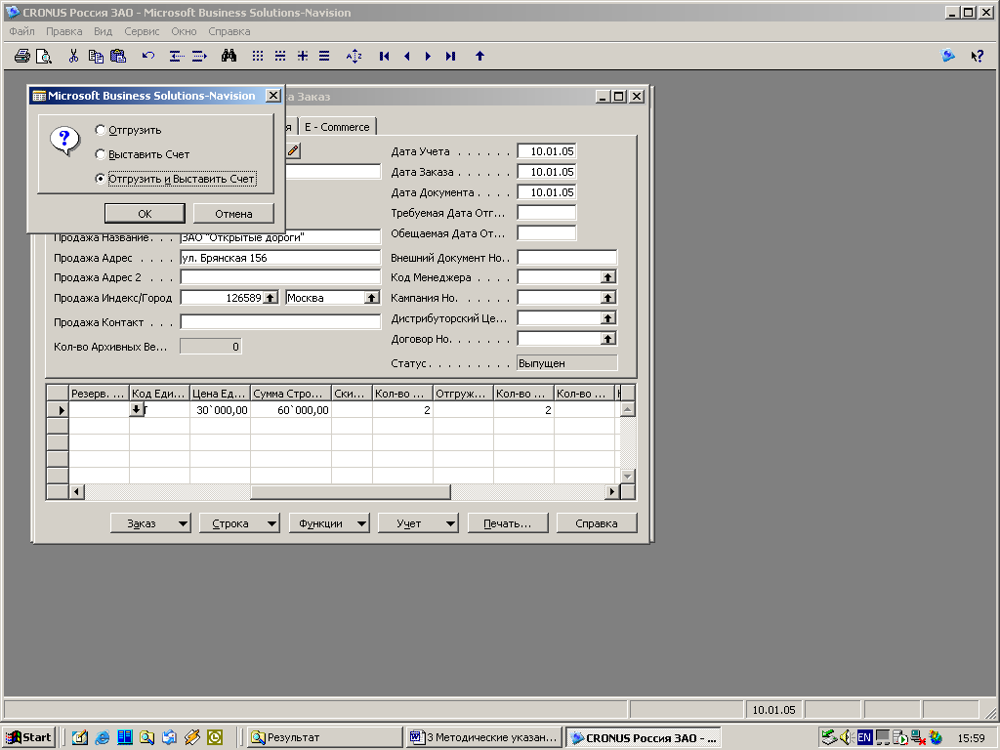 CRONUS Россия ЗАО - Microsoft Business Solutions-Navision
Файл Правка Вид Сервис Окно Справка
Microsoft Business Solutions-Navision
а Заказ
Отгрузить
Выставить Счет
Отгрузить и Выставить Счет
OK Отмена
я E - Commerce
Дата Учета . . . . . . 10.01.05
Дата Заказа . . . . . . 10.01.05
Дата Документа . . . . 10.01.05
Требуемая Дата Отг...
Обещаемая Дата От...
Продажа Название. . . ЗАО "Открытые дороги"
Продажа Адрес . . . . ул. Брянская 156
Продажа Адрес 2 . . .
Продажа Индекс/Город 126589 Москва
Продажа Контакт . . .
Кол-во Архивных Ве... 0
Внешний Документ Но..
Код Менеджера . . . .
Кампания Но. . . . . .
Дистрибуторский Це...
Договор Но. . . . . . .
Статус. . . . . . . . . Выпущен
Резерв. ... Код Еди... Цена Ед... Сумма Стро... Ски... Кол-во ... Отгруж... Кол-во ... Кол-во ...
30`000,00 60`000,00 2 2
Заказ Строка Функции Учет Печать... Справка
10.01.05
Start Результат 3 Методические указан... CRONUS Россия ЗАО - ... EN 15:59